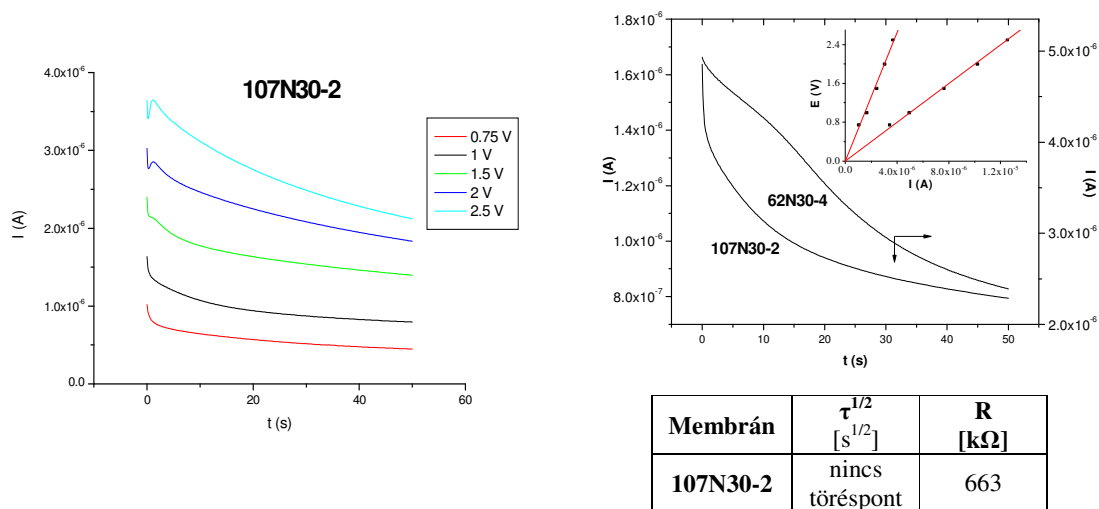 107N30-2
4.0x10⁻⁶
3.0x10⁻⁶
2.0x10⁻⁶
1.0x10⁻⁶
0.0
I (A)
0.75 V
1 V
1.5 V
2 V
2.5 V
0 20 40 60
t (s)
1.8x10⁻⁶
1.6x10⁻⁶
1.4x10⁻⁶
1.2x10⁻⁶
1.0x10⁻⁶
8.0x10⁻⁷
I (A)
2.4
1.6
0.8
0.0
E (V)
0.0 4.0x10⁻⁶ 8.0x10⁻⁶ 1.2x10⁻⁵
I (A)
62N30-4
107N30-2
5.0x10⁻⁶
4.0x10⁻⁶
3.0x10⁻⁶
2.0x10⁻⁶
I (A)
0 10 20 30 40 50
t (s)
Membrán τ^1/2 R
[s^1/2] [kΩ]
107N30-2 nincs 663
töréspont